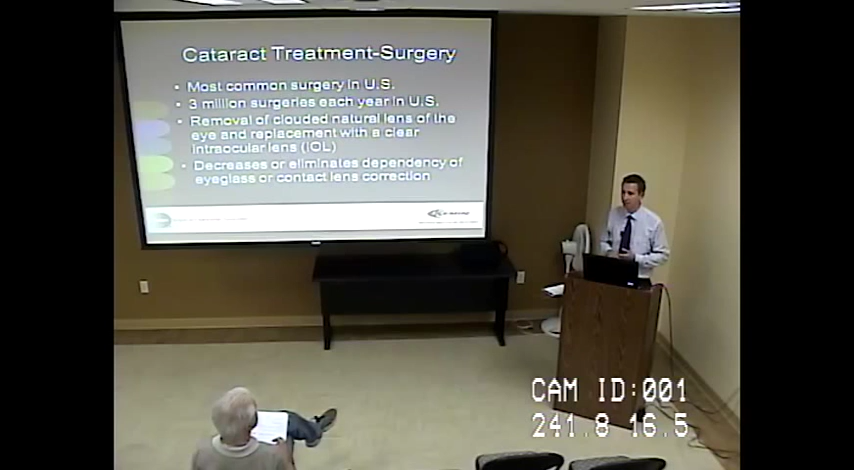 Cataract Treatment-Surgery
• Most common surgery in U.S.
• 3 million surgeries each year in U.S.
• Removal of clouded natural lens of the
eye and replacement with a clear
intraocular lens (IOL)
• Decreases or eliminates dependency of
eyeglass or contact lens correction
CAM ID:001
241.8 16.5